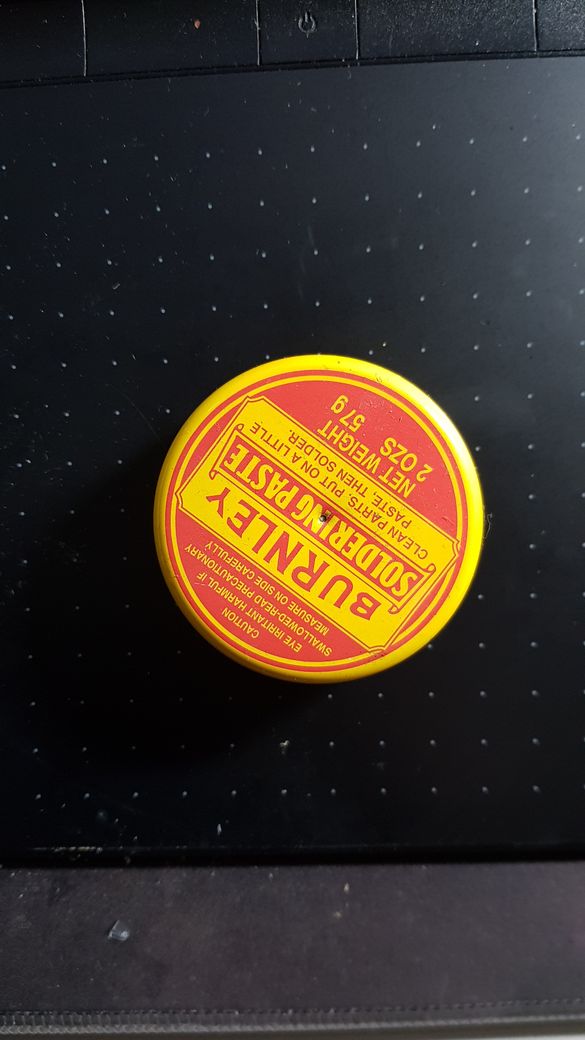 CAUTION
EYE IRRITANT HARMFUL IF
SWALLOWED·READ PRECAUTIONARY
MEASURE ON SIDE CAREFULLY
BURNLEY
SOLDERING PASTE
CLEAN PARTS, PUT ON A LITTLE
PASTE, THEN SOLDER.
NET WEIGHT
2 OZS 57g